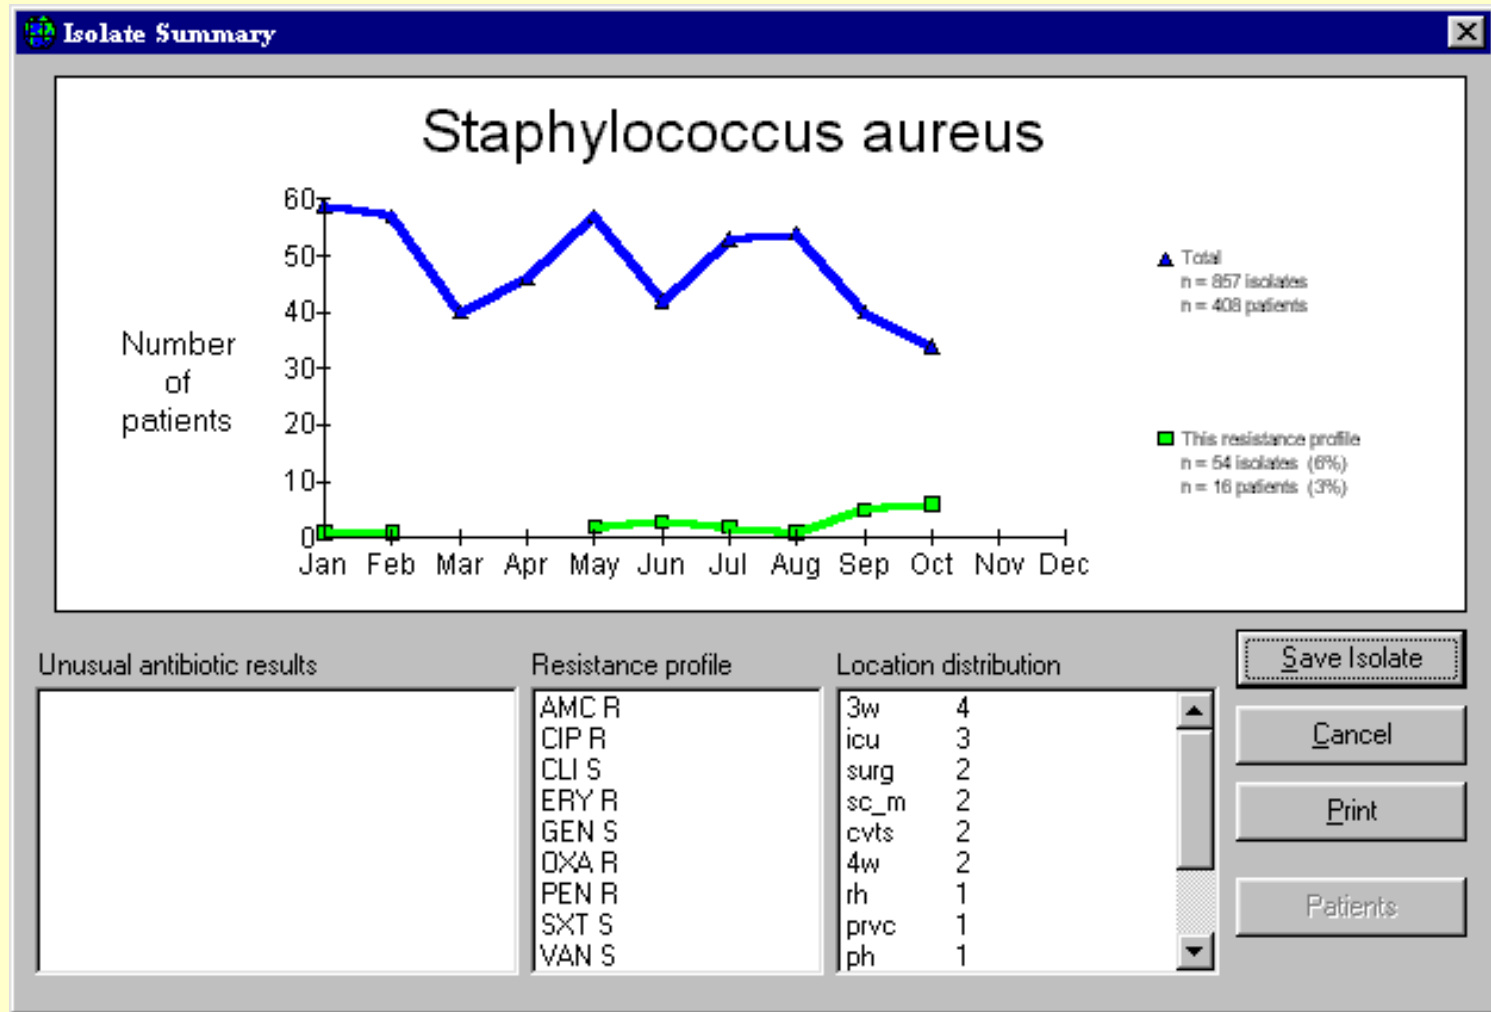 Isolate Summary
Staphylococcus aureus
60
50
40
30
20
10
0
Number
of
patients
Jan Feb Mar Apr May Jun Jul Aug Sep Oct Nov Dec
Total
n = 857 isolates
n = 408 patients
This resistance profile
n = 54 isolates (6%)
n = 16 patients (3%)
Unusual antibiotic results
Resistance profile
AMC R
CIP R
CLI S
ERY R
GEN S
OXA R
PEN R
SXT S
VAN S
Location distribution
3w 4
icu 3
surg 2
sc_m 2
cvts 2
4w 2
rh 1
prvc 1
ph 1
Save Isolate
Cancel
Print
Patients